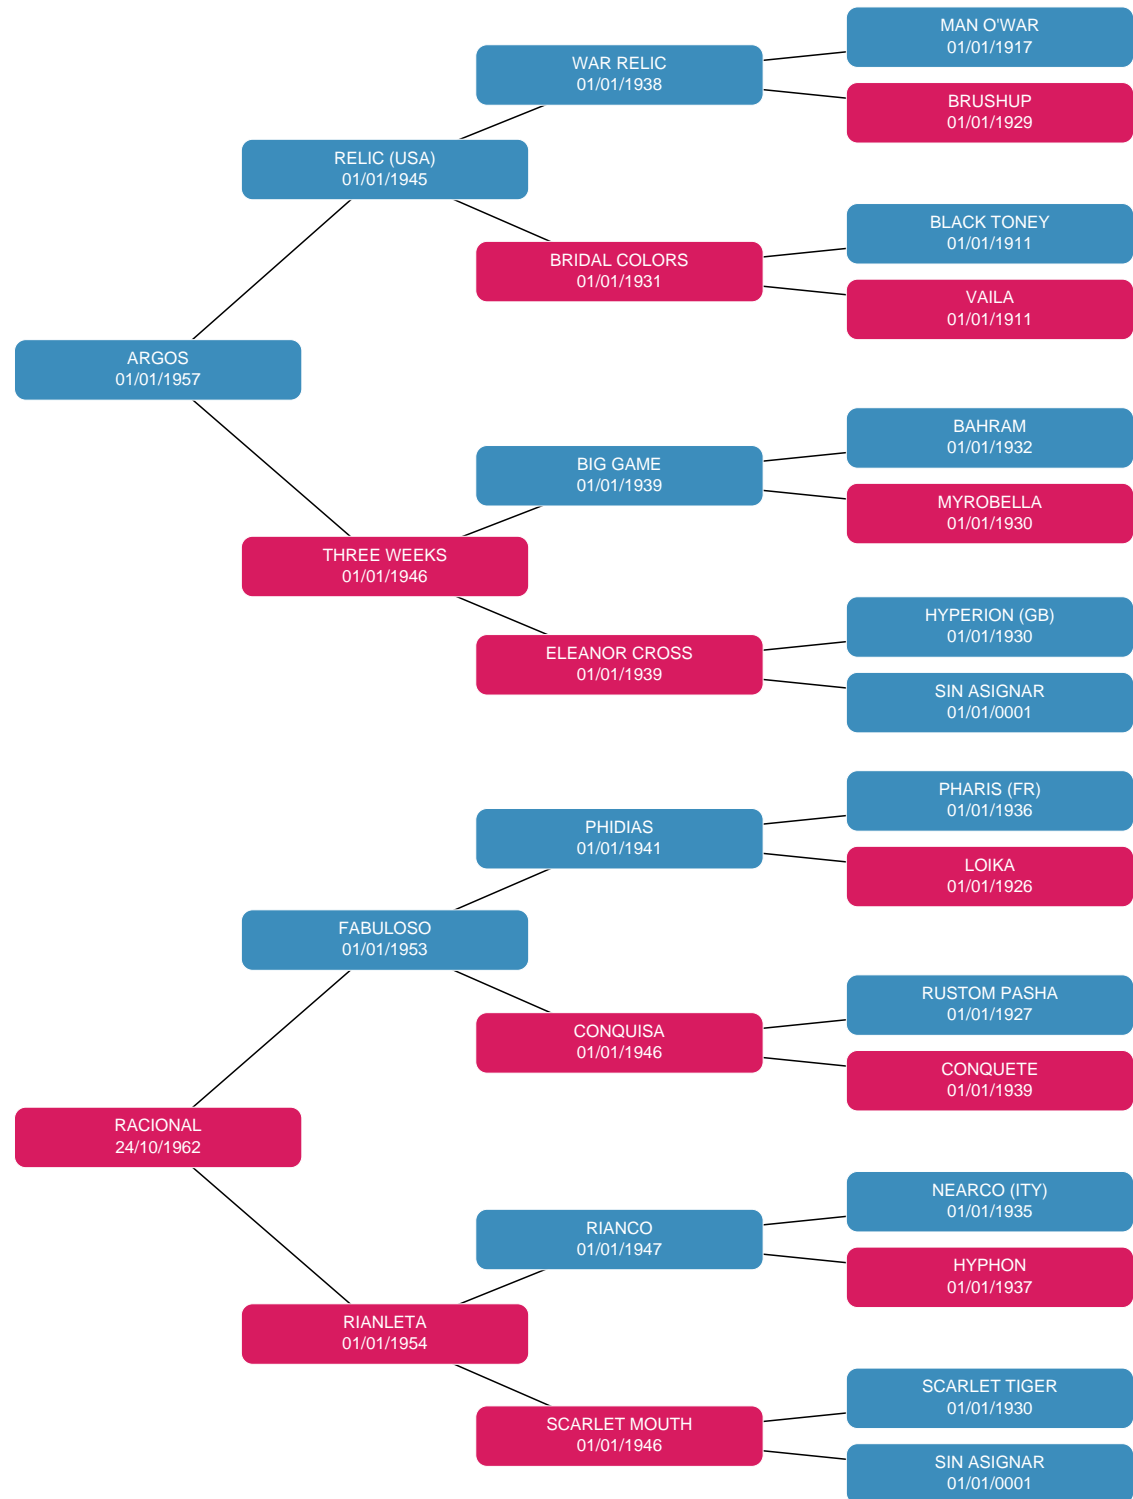 MAN O'WAR
01/01/1917
WAR RELIC
01/01/1938
BRUSHUP
01/01/1929
RELIC (USA)
01/01/1945
BLACK TONEY
01/01/1911
BRIDAL COLORS
01/01/1931
VAILA
01/01/1911
ARGOS
01/01/1957
BAHRAM
01/01/1932
BIG GAME
01/01/1939
MYROBELLA
01/01/1930
THREE WEEKS
01/01/1946
HYPERION (GB)
01/01/1930
ELEANOR CROSS
01/01/1939
SIN ASIGNAR
01/01/0001
PHARIS (FR)
01/01/1936
PHIDIAS
01/01/1941
LOIKA
01/01/1926
FABULOSO
01/01/1953
RUSTOM PASHA
01/01/1927
CONQUISA
01/01/1946
CONQUETE
01/01/1939
RACIONAL
24/10/1962
NEARCO (ITY)
01/01/1935
RIANCO
01/01/1947
HYPHON
01/01/1937
RIANLETA
01/01/1954
SCARLET TIGER
01/01/1930
SCARLET MOUTH
01/01/1946
SIN ASIGNAR
01/01/0001